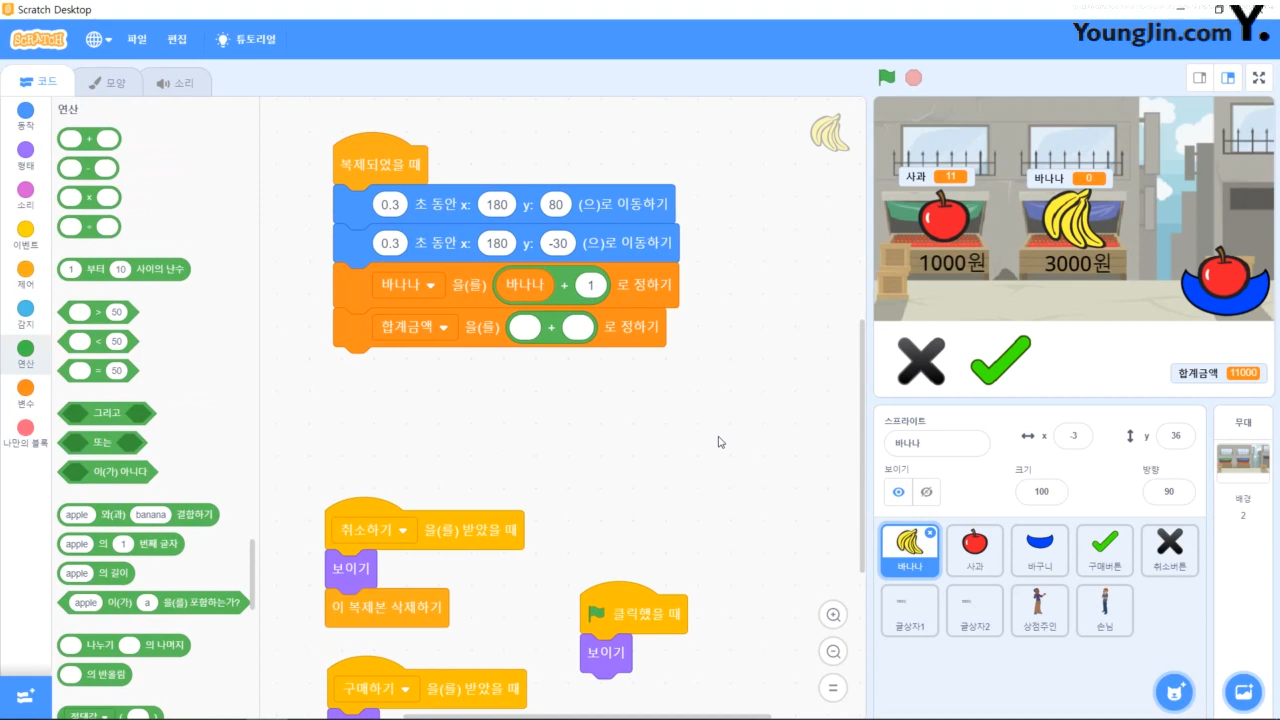 Scratch Desktop
SCRATCH 파일 편집 튜토리얼
YoungJin.com Y.
코드 모양 소리
동작
형태
소리
이벤트
제어
감지
연산
변수
나만의 블록
연산
+
-
x
÷
1 부터 10 사이의 난수
> 50
< 50
= 50
그리고
또는
이(가) 아니다
apple 와(과) banana 결합하기
apple 의 1 번째 글자
apple 의 길이
apple 이(가) a 을(를) 포함하는가?
나누기 의 나머지
의 반올림
절댓값 ( )
복제되었을 때
0.3 초 동안 x: 180 y: 80 (으)로 이동하기
0.3 초 동안 x: 180 y: -30 (으)로 이동하기
바나나 을(를) 바나나 + 1 로 정하기
합계금액 을(를) + 로 정하기
취소하기 을(를) 받았을 때
보이기
이 복제본 삭제하기
구매하기 을(를) 받았을 때
클릭했을 때
보이기
사과 11
바나나 0
1000원
3000원
합계금액 11000
스프라이트
바나나
x -3
y 36
보이기
크기
100
방향
90
무대
배경
2
바나나
사과
바구니
구매버튼
취소버튼
글상자1
글상자2
상점주인
손님